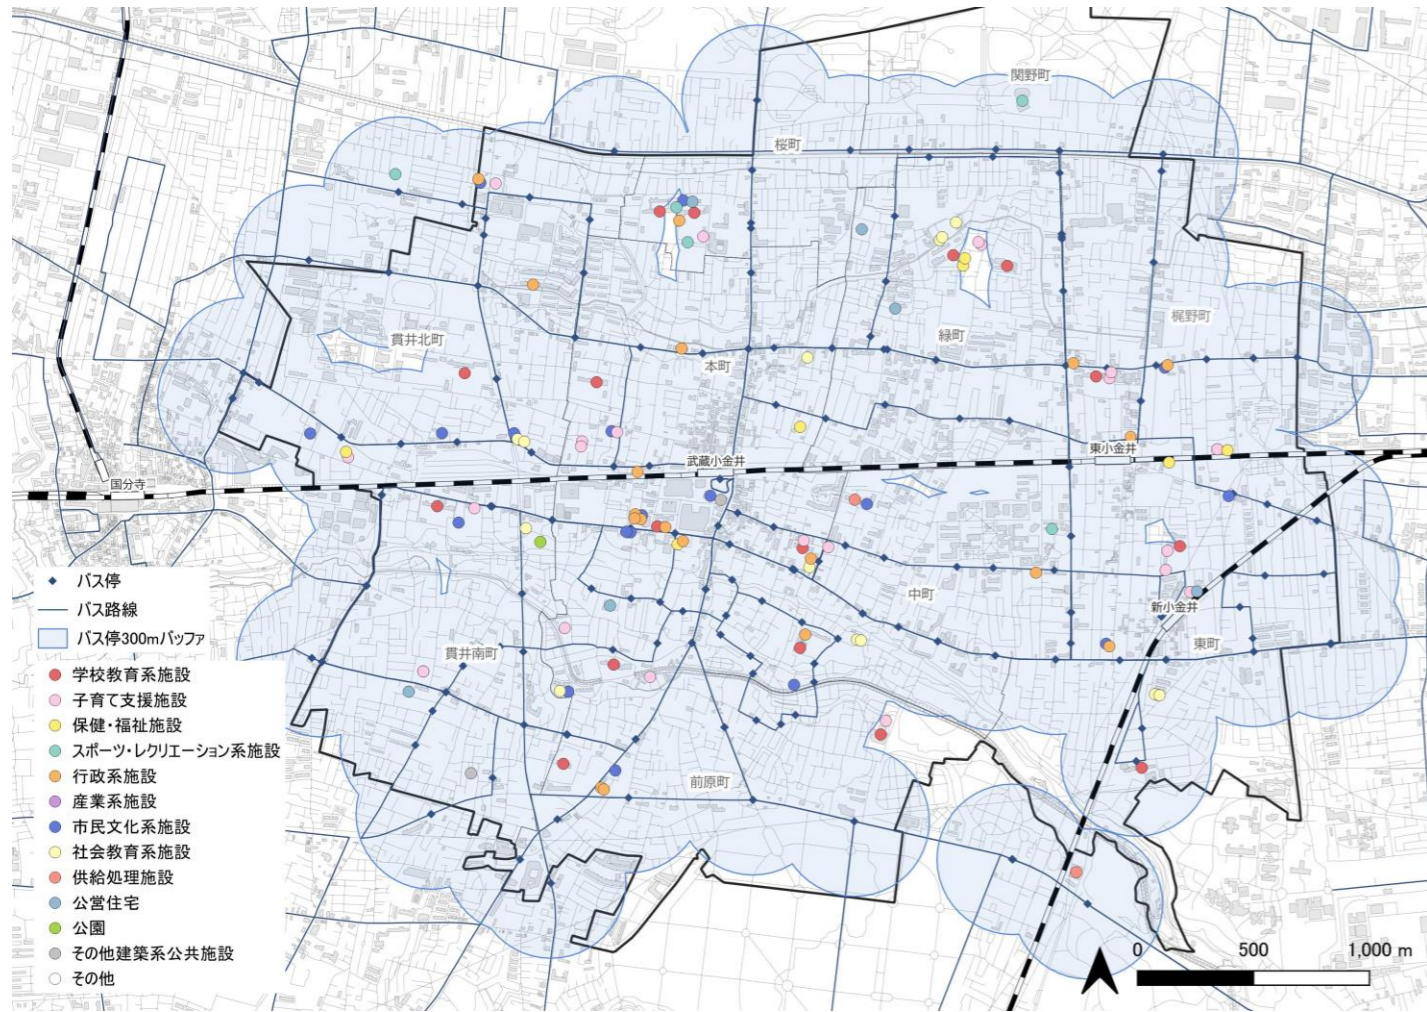 関野町
桜町
貫井北町
本町
緑町
梶野町
武蔵小金井
東小金井
国分寺
中町
新小金井
東町
貫井南町
前原町
バス停
バス路線
バス停300mバッファ
学校教育系施設
子育て支援施設
保健・福祉施設
スポーツ・レクリエーション系施設
行政系施設
産業系施設
市民文化系施設
社会教育系施設
供給処理施設
公営住宅
公園
その他建築系公共施設
その他
0 500 1,000 m